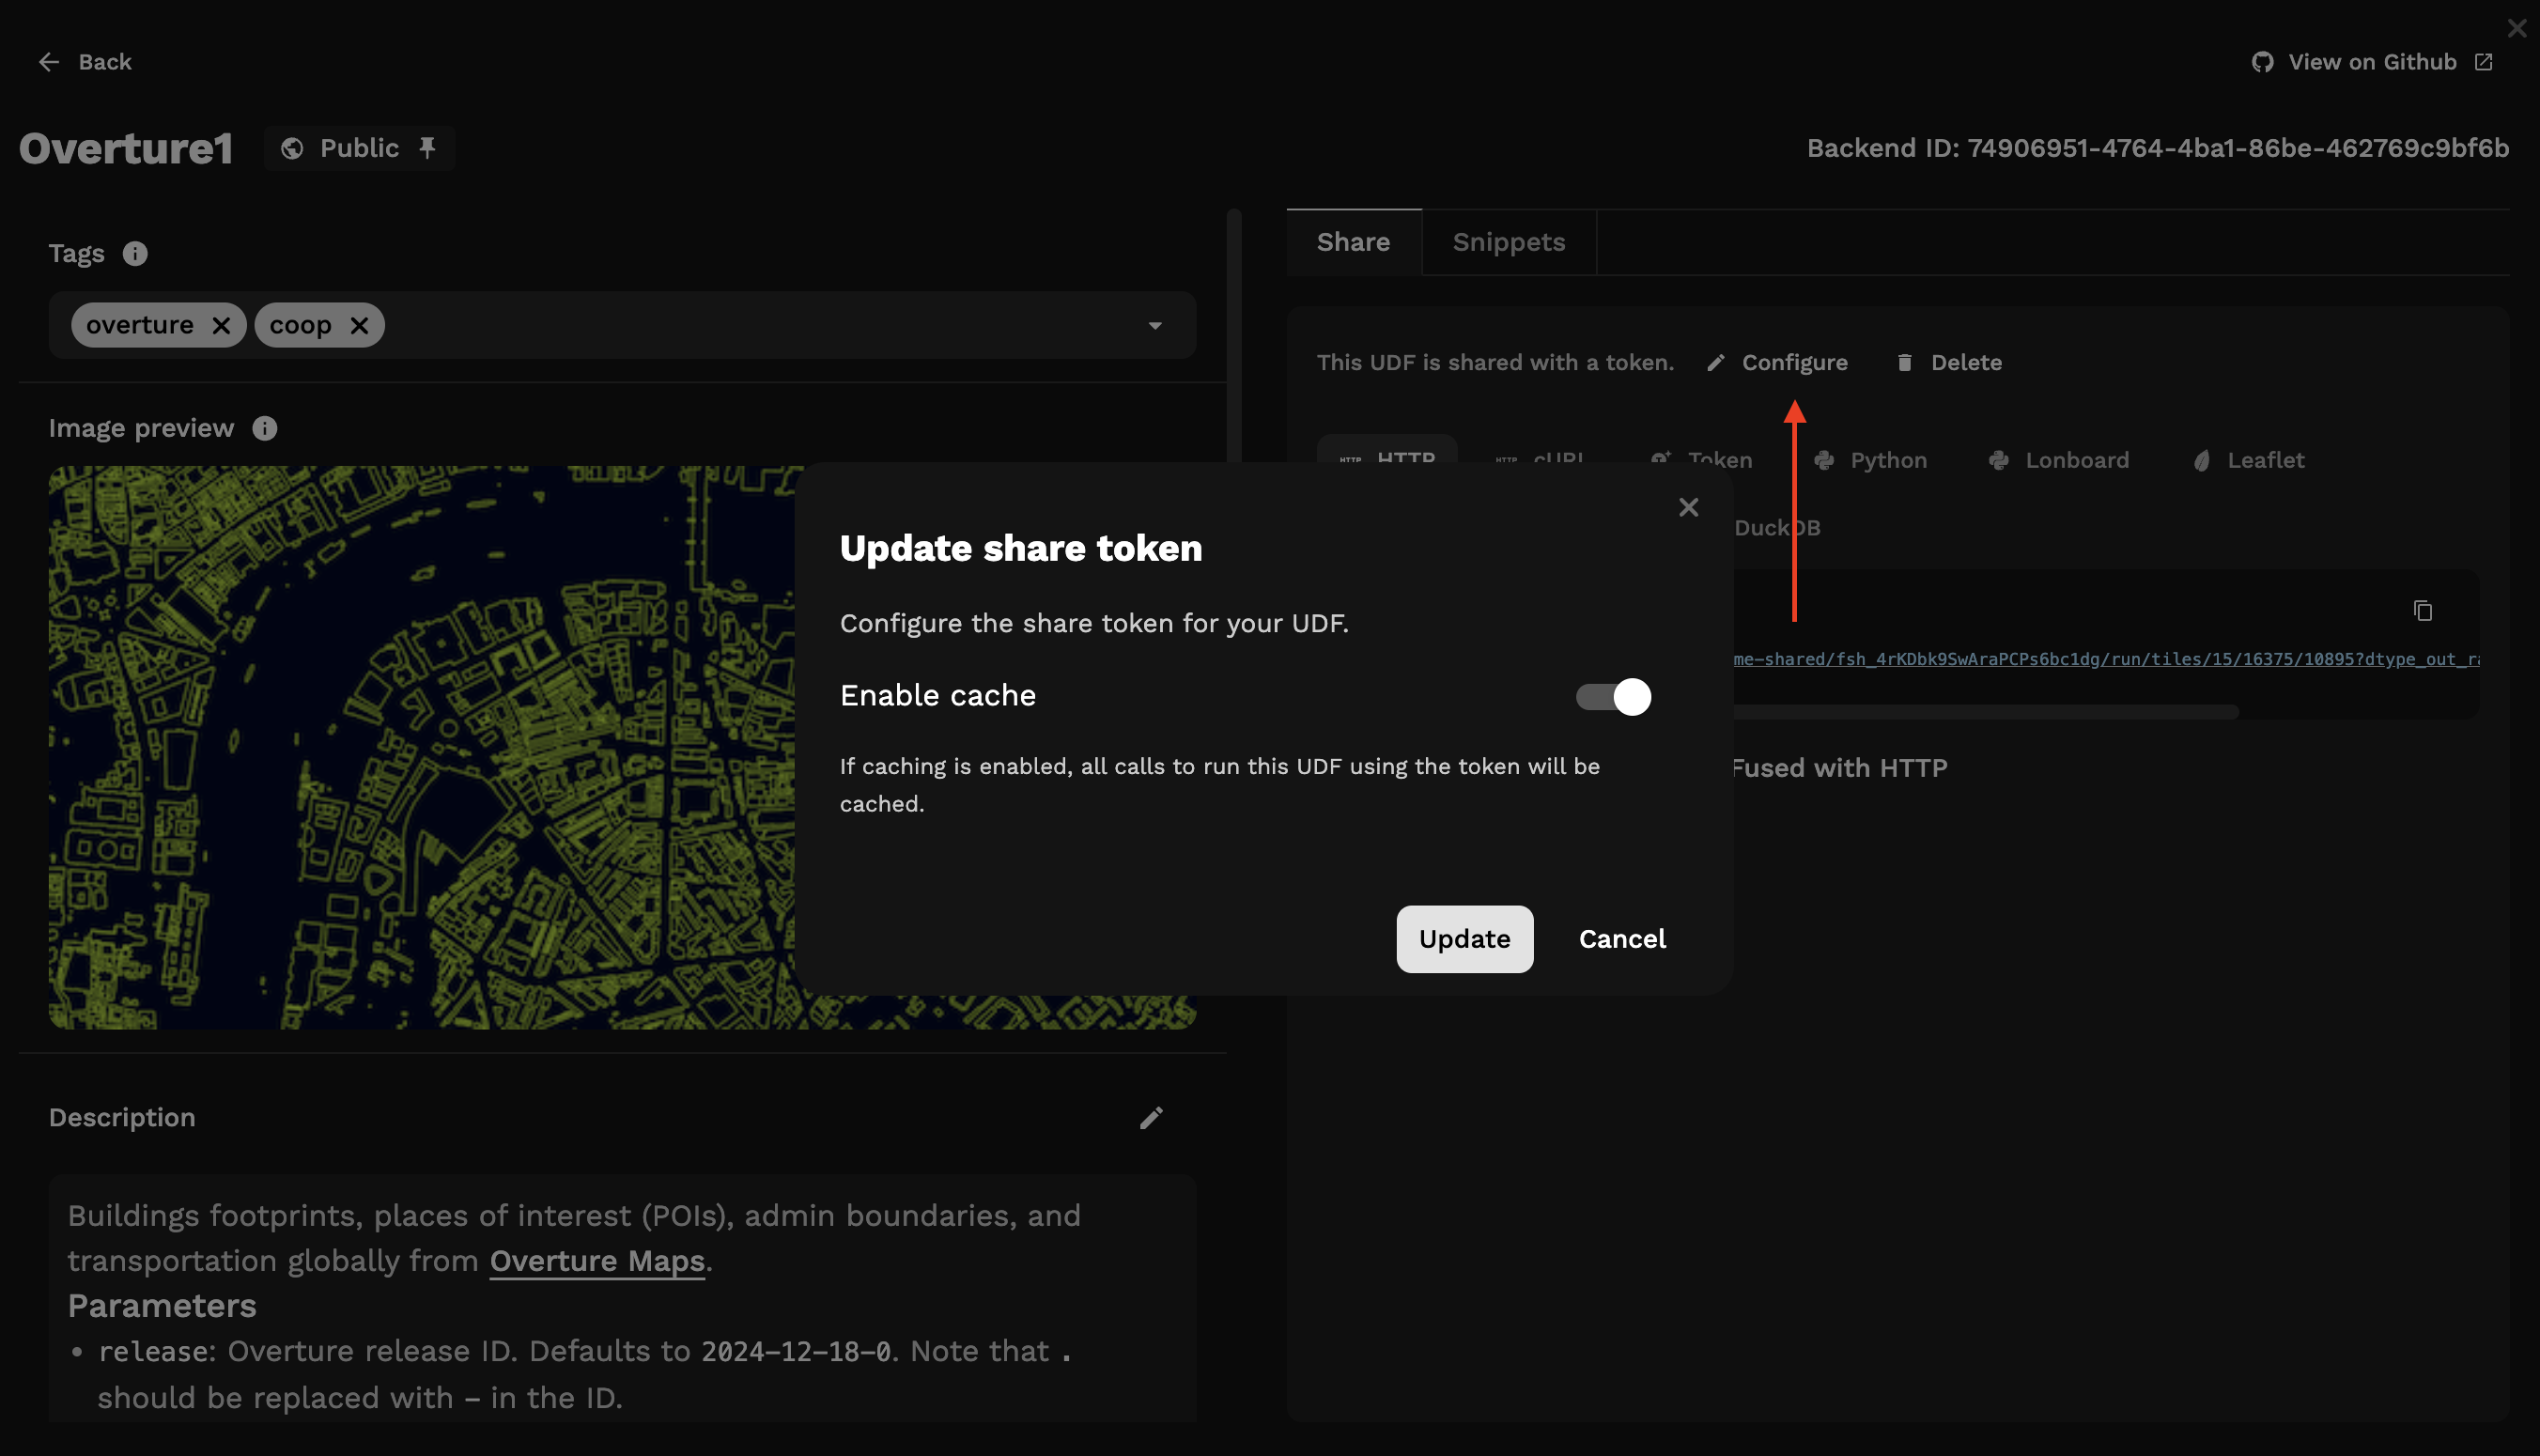 Back
View on Github
Overture1
Public
Backend ID: 74906951-4764-4ba1-86be-462769c9bf6b
Tags
overture
coop
Image preview
Share
Snippets
This UDF is shared with a token.
Configure
Delete
HTTP HTTP
HTTP cURL
Token
Python
Lonboard
Leaflet
DuckDB
me-shared/fsh_4rKDbk9SwAraPCPs6bc1dg/run/tiles/15/16375/10895?dtype_out_ra
Fused with HTTP
Update share token
Configure the share token for your UDF.
Enable cache
If caching is enabled, all calls to run this UDF using the token will be
cached.
Update
Cancel
Description
Buildings footprints, places of interest (POIs), admin boundaries, and
transportation globally from Overture Maps.
Parameters
• release: Overture release ID. Defaults to 2024-12-18-0. Note that .
should be replaced with - in the ID.